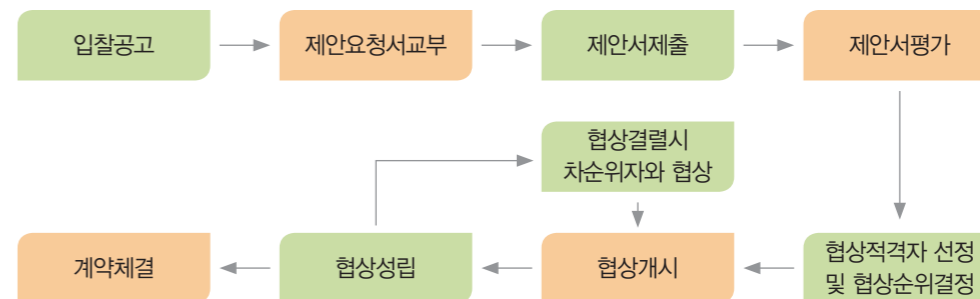 입찰공고
제안요청서교부
제안서제출
제안서평가
협상결렬시
차순위자와 협상
계약체결
협상성립
협상개시
협상적격자 선정
및 협상순위결정